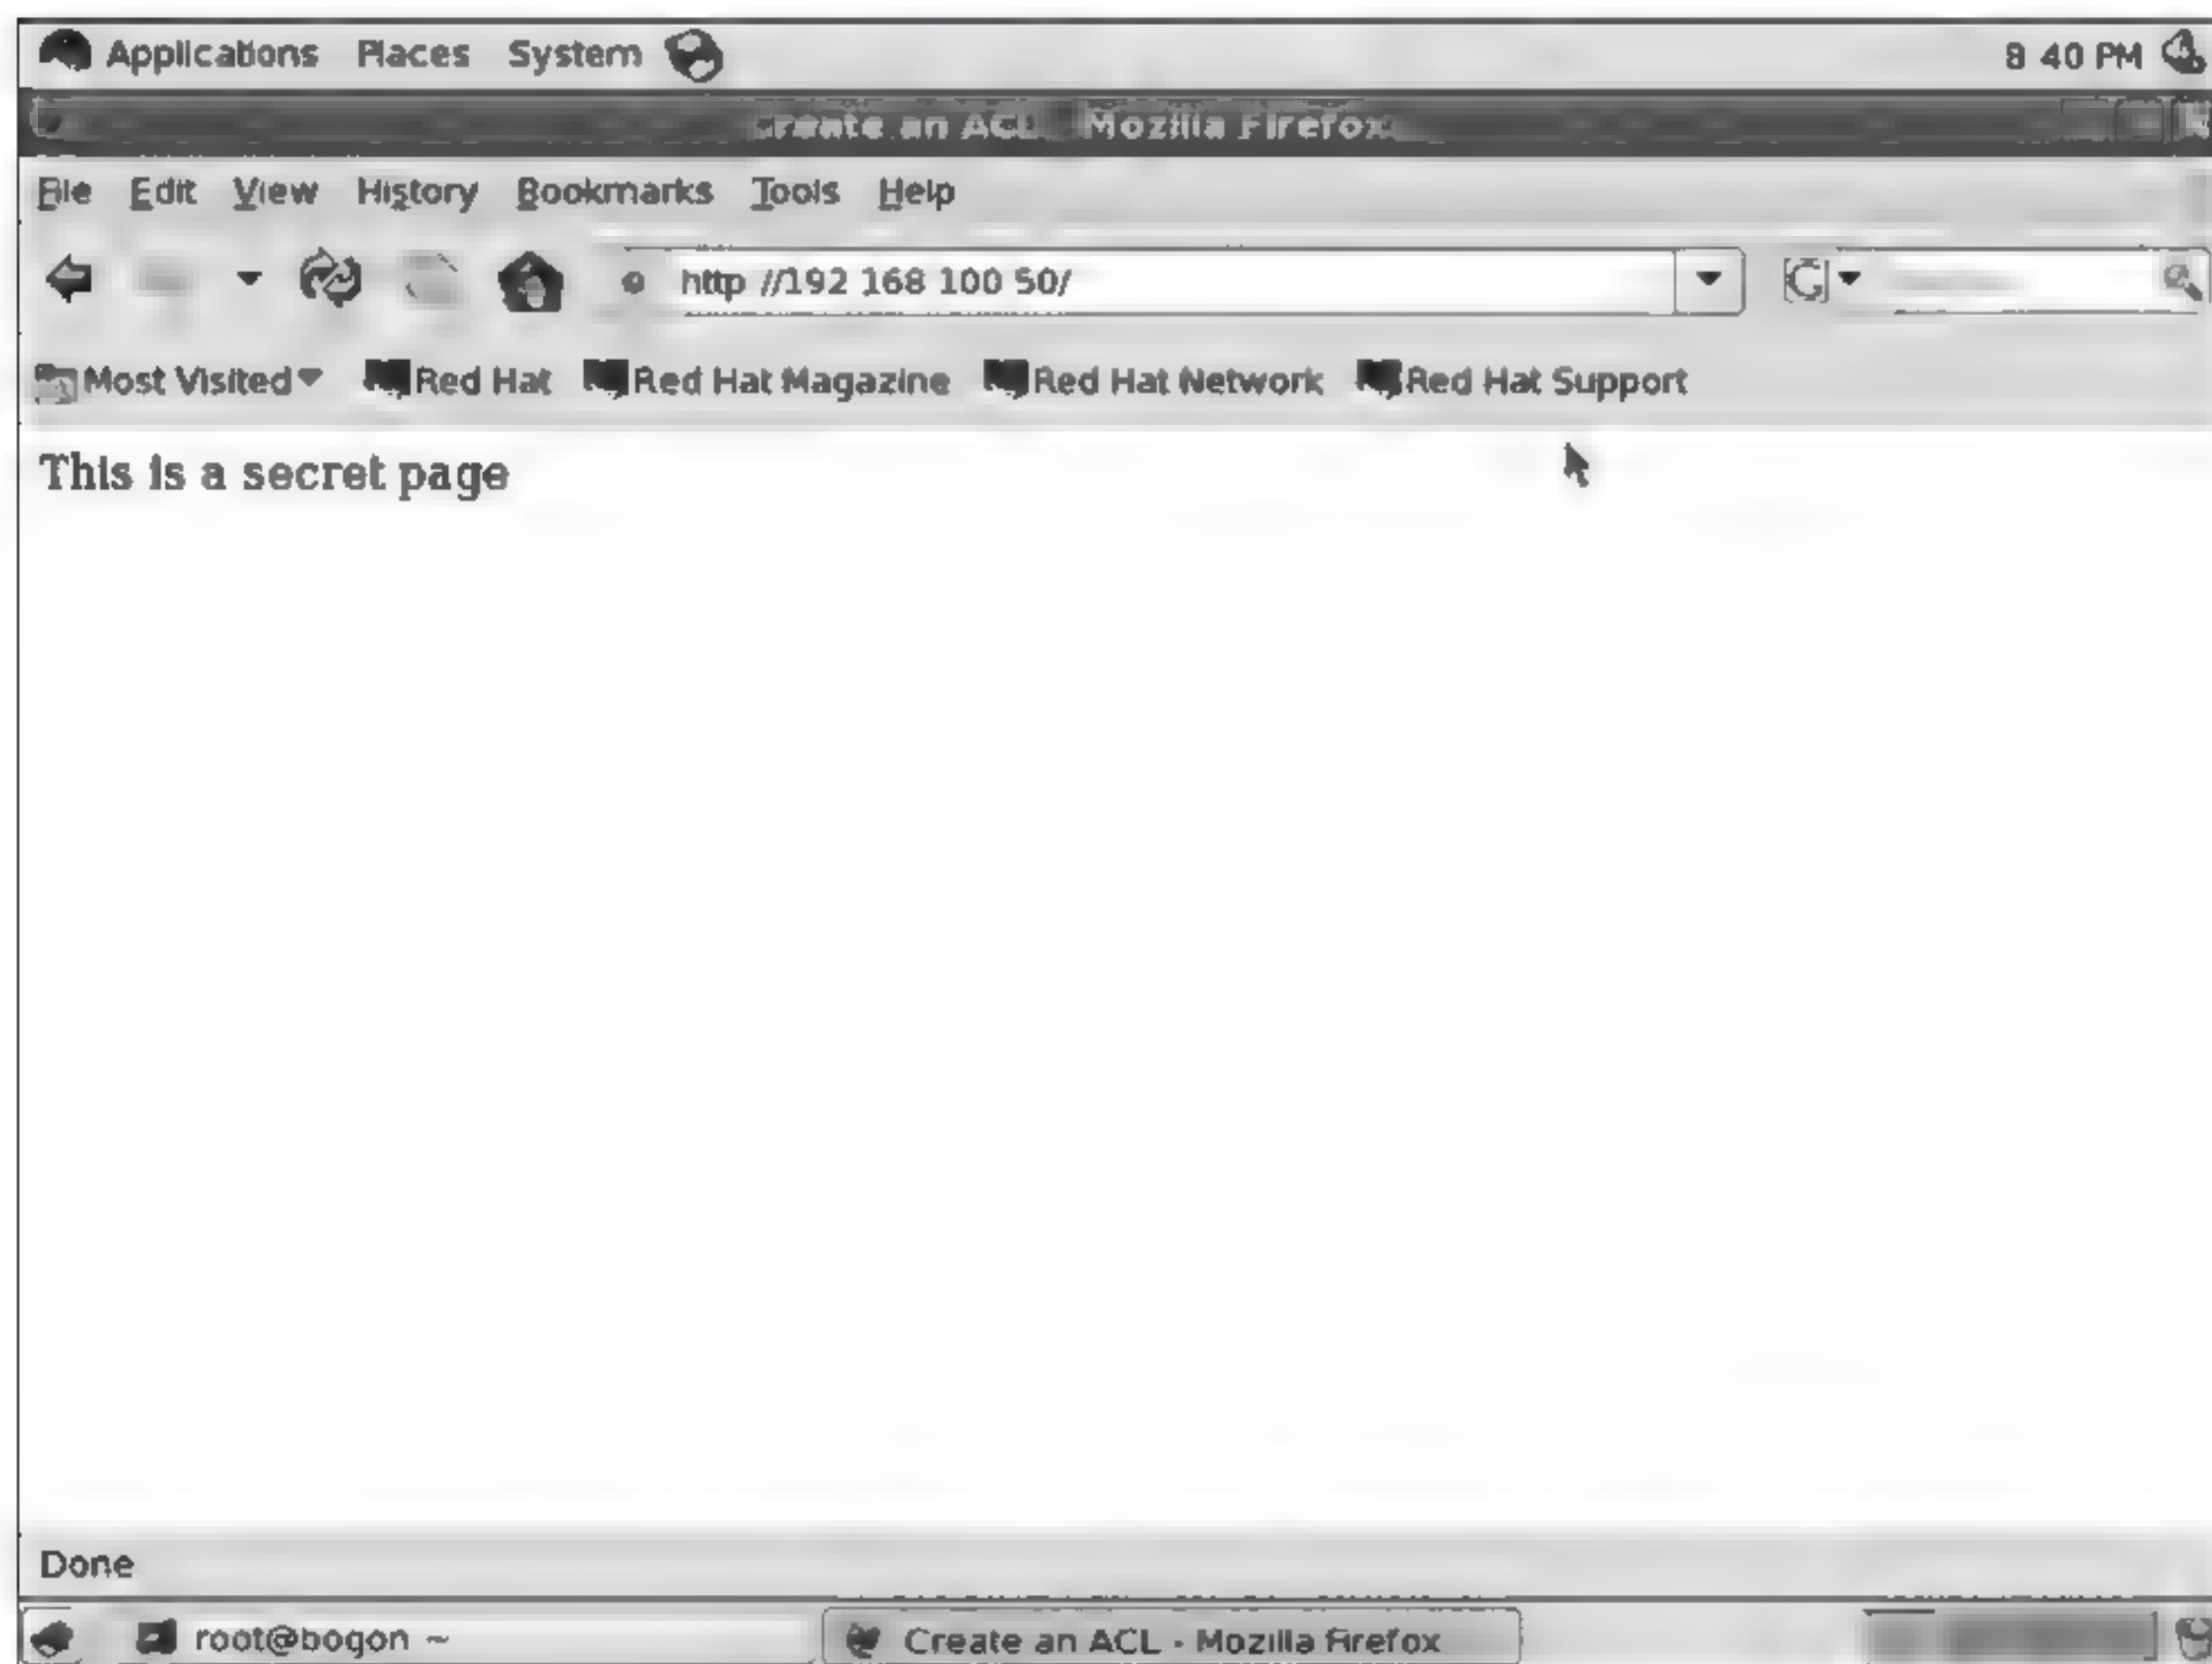 Applications Places System 8 40 PM
Create an ACL Mozilla Firefox
File Edit View History Bookmarks Tools Help
http //192 168 100 50/
Most Visited Red Hat Red Hat Magazine Red Hat Network Red Hat Support
This is a secret page
Done
root@bogon ~ Create an ACL - Mozilla Firefox